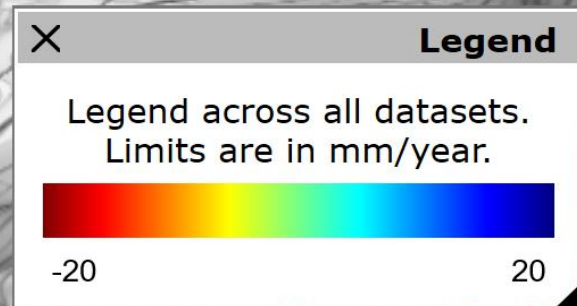 Legend
Legend across all datasets.
Limits are in mm/year.
-20 20